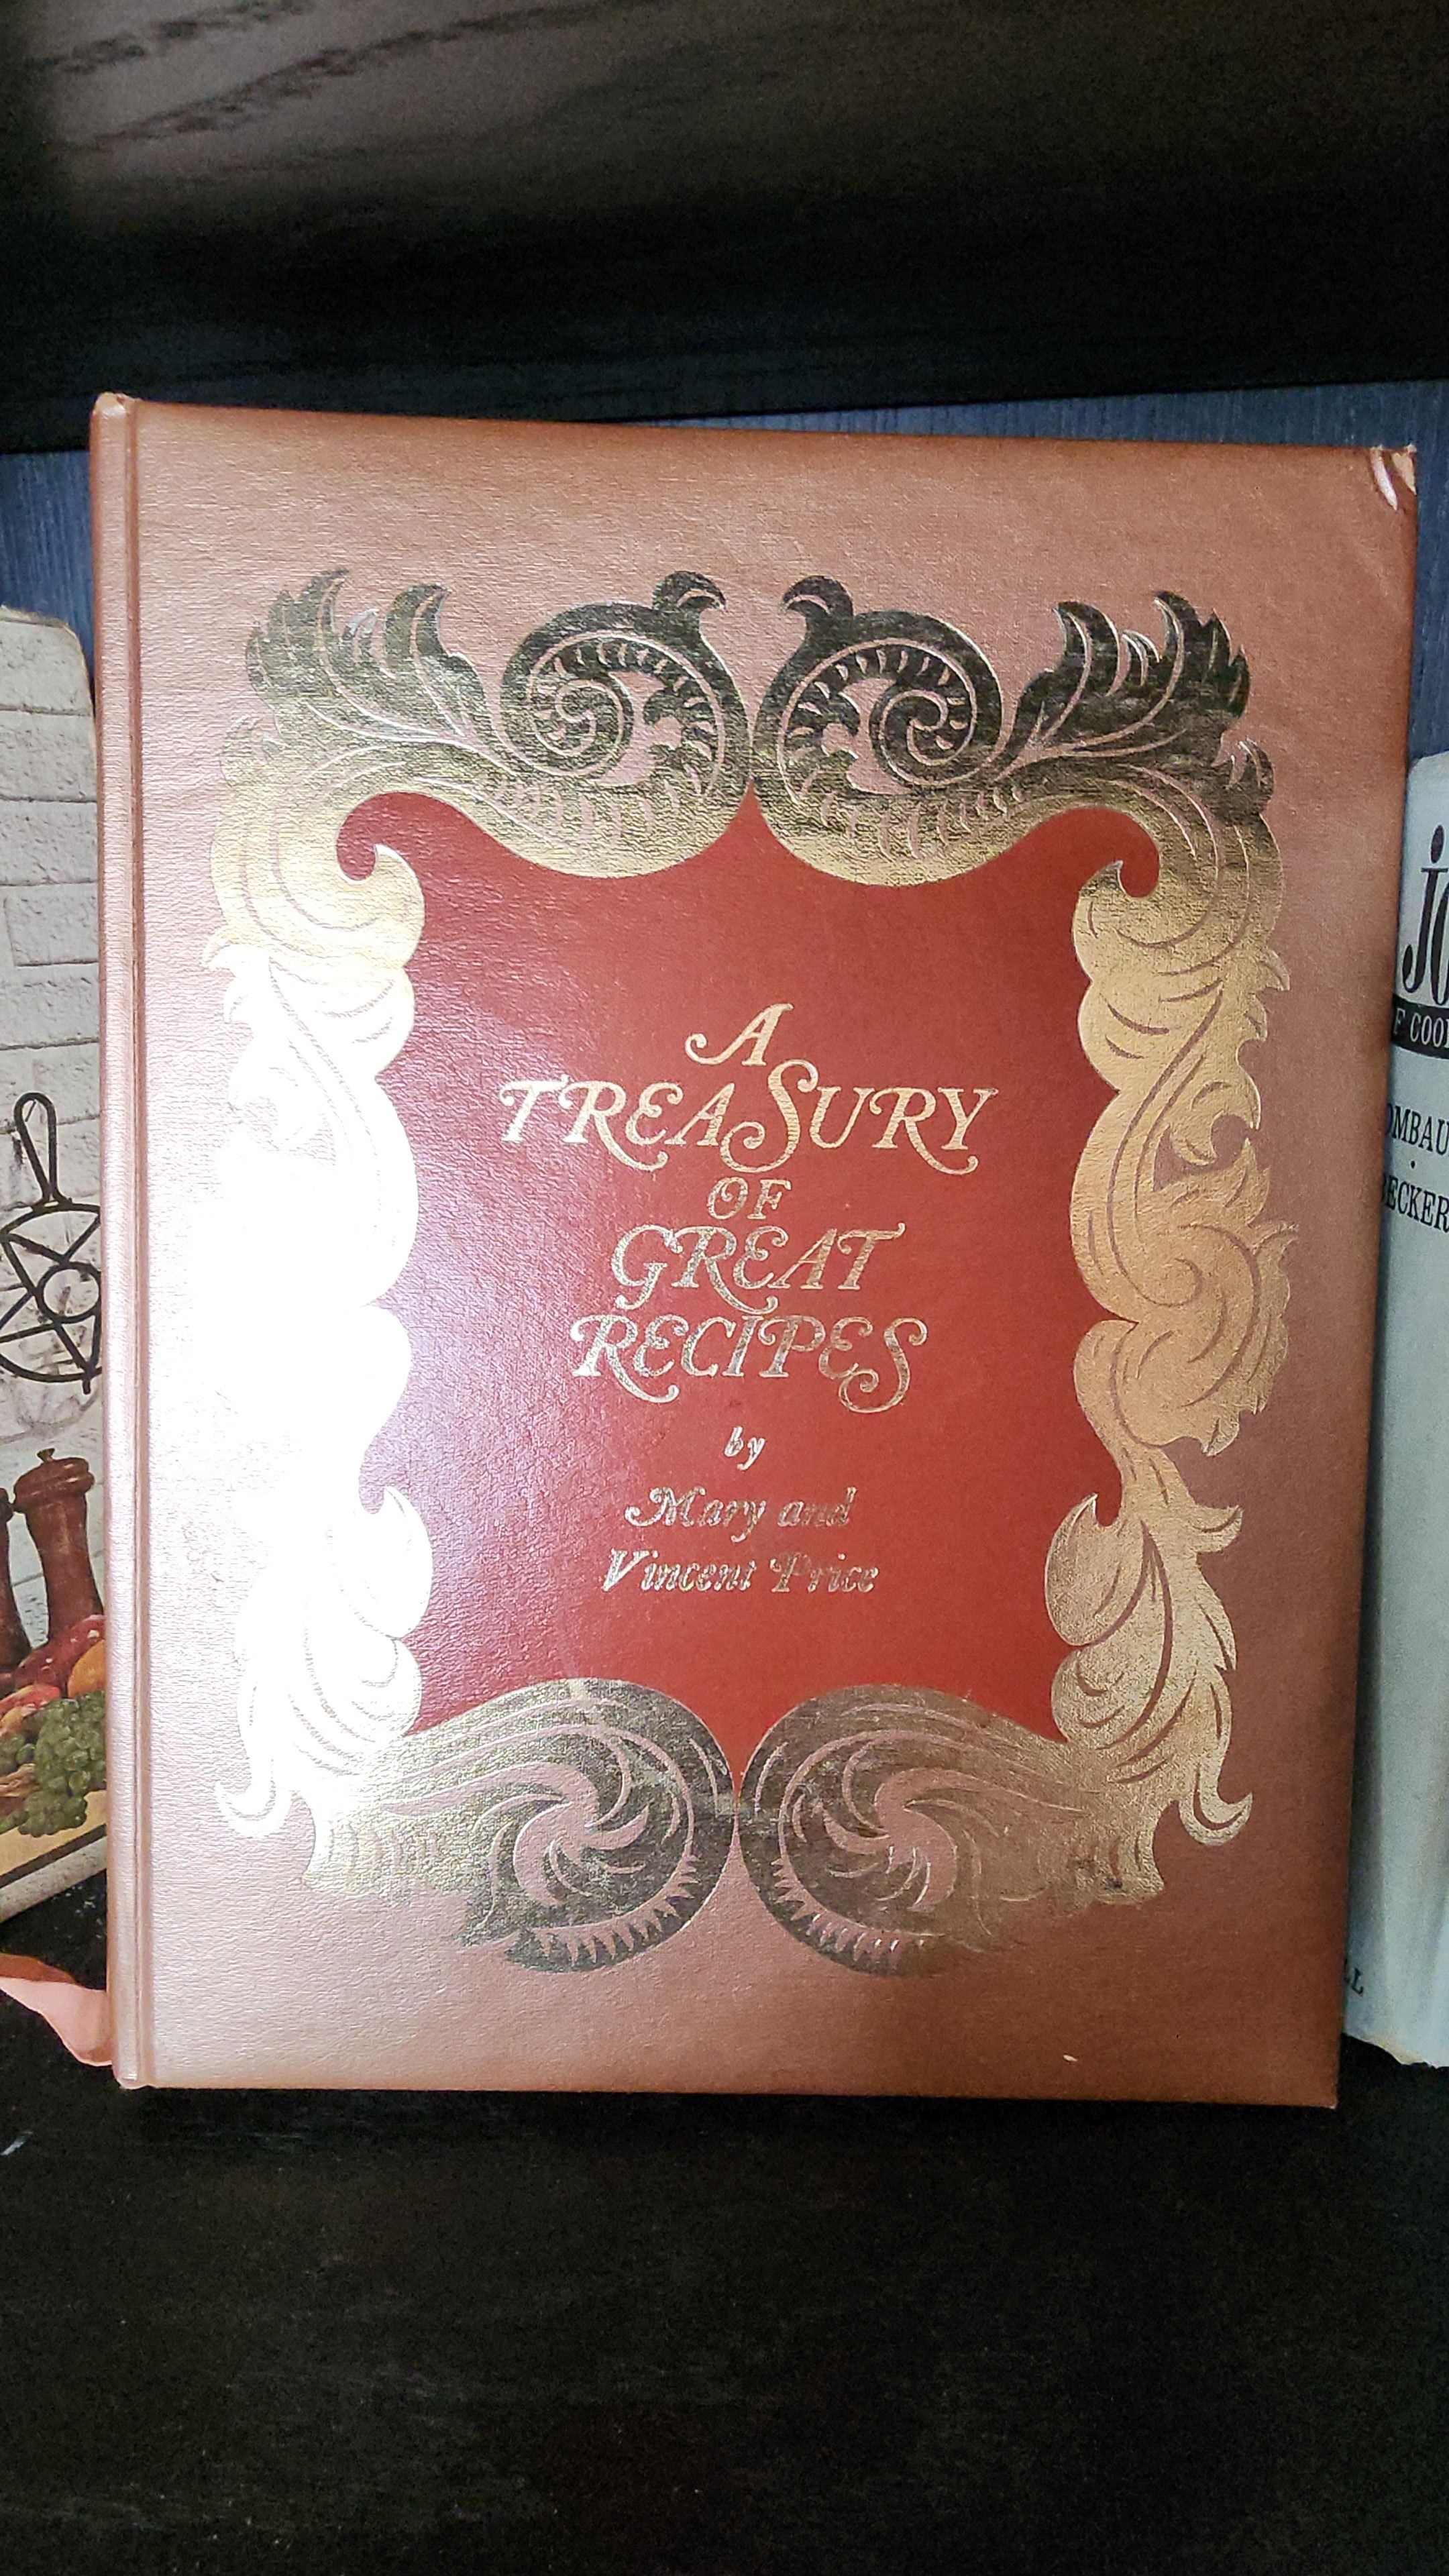 A
TREASURY
OF
GREAT
RECIPES
by
Mary and
Vincent Price